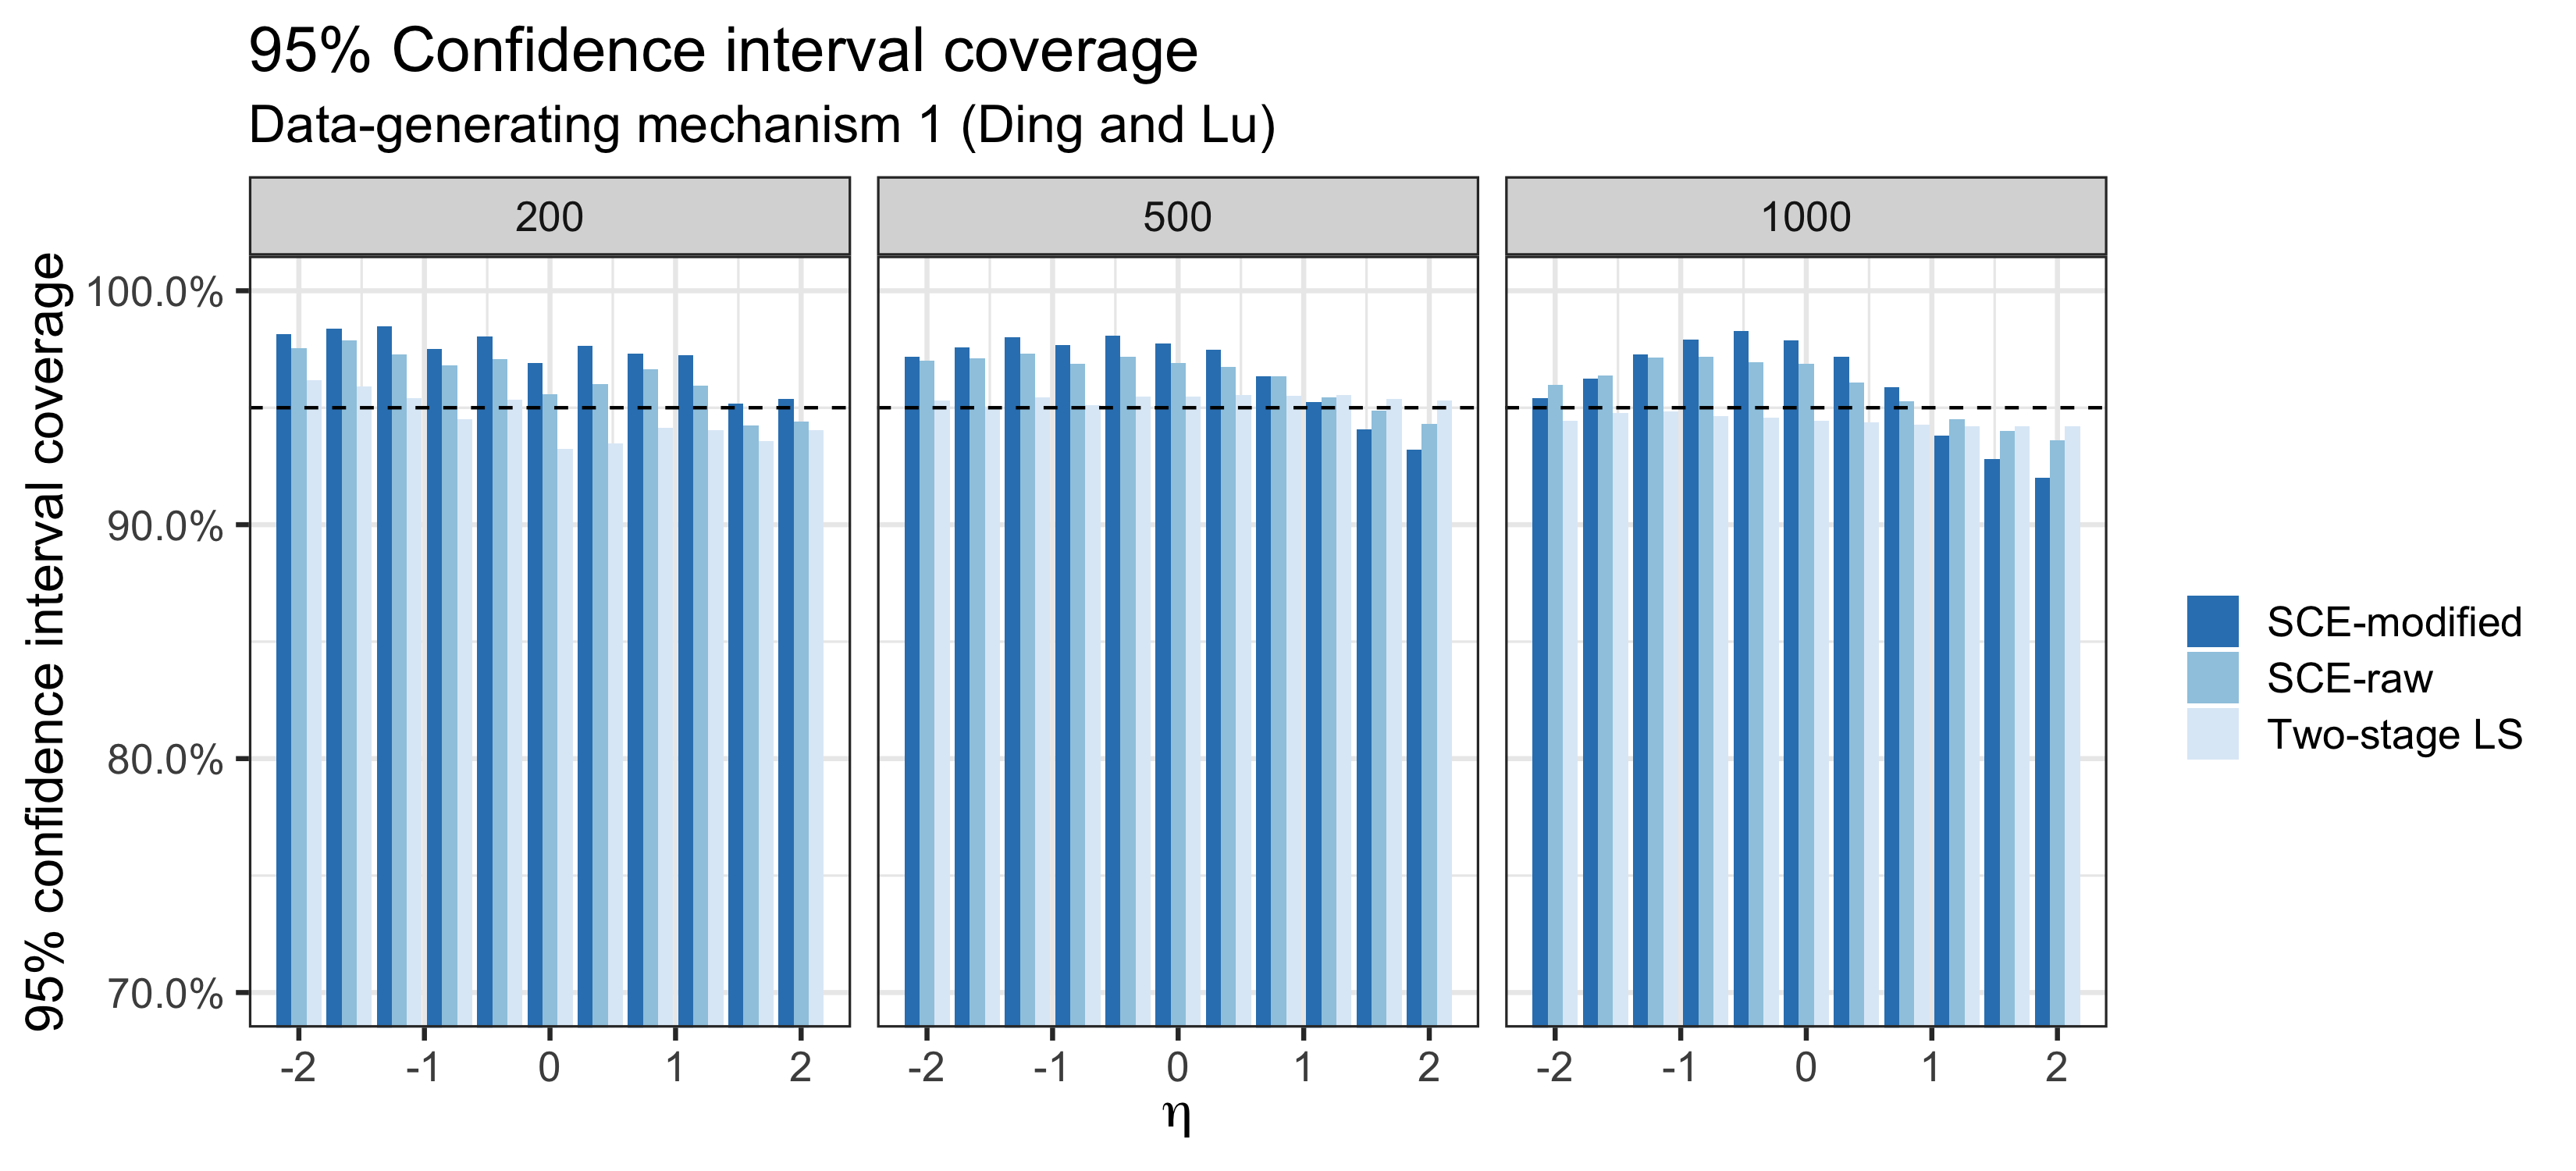 95% Confidence interval coverage
Data-generating mechanism 1 (Ding and Lu)
200
500
1000
95% confidence interval coverage
100.0%
90.0%
80.0%
70.0%
-2 -1 0 1 2
-2 -1 0 1 2
-2 -1 0 1 2
η
SCE-modified
SCE-raw
Two-stage LS